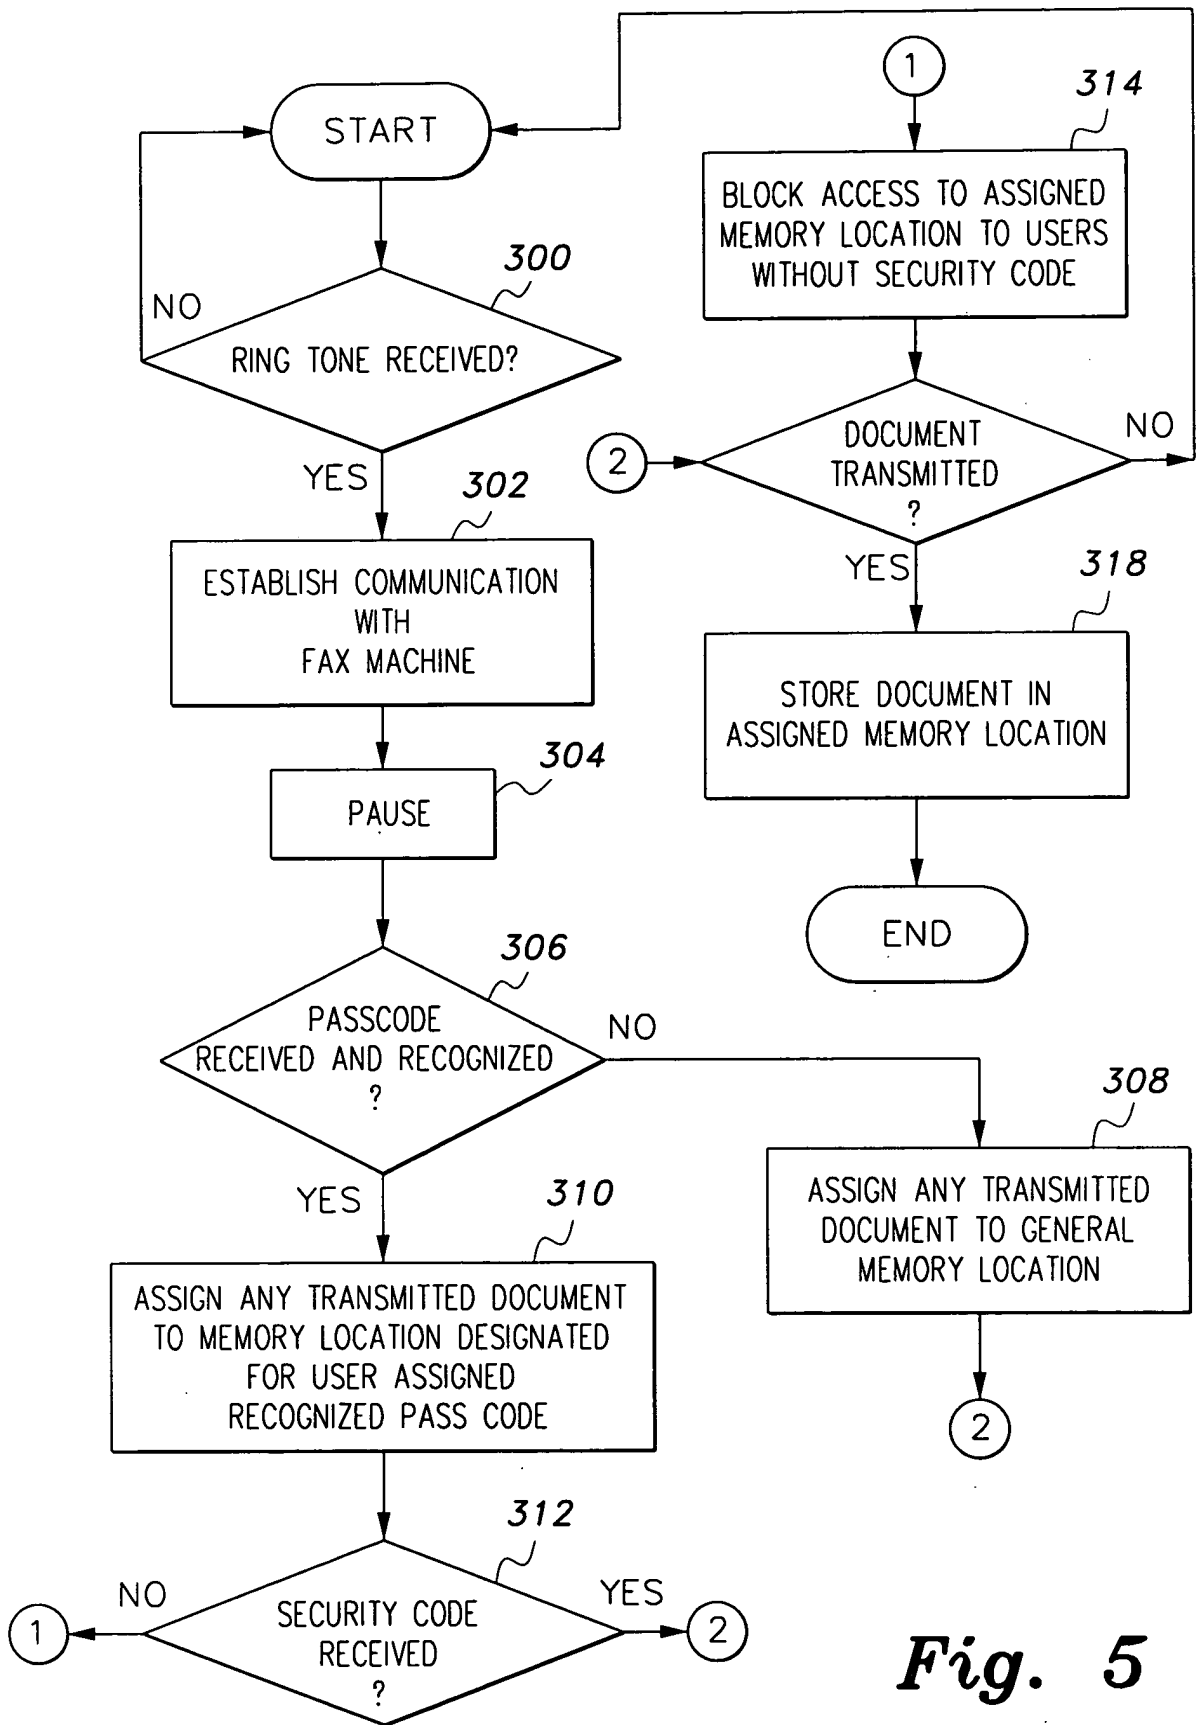 START
300
NO
RING TONE RECEIVED?
YES
302
ESTABLISH COMMUNICATION
WITH
FAX MACHINE
304
PAUSE
306
PASSCODE
RECEIVED AND RECOGNIZED
?
NO
YES
308
ASSIGN ANY TRANSMITTED
DOCUMENT TO GENERAL
MEMORY LOCATION
2
310
ASSIGN ANY TRANSMITTED DOCUMENT
TO MEMORY LOCATION DESIGNATED
FOR USER ASSIGNED
RECOGNIZED PASS CODE
312
SECURITY CODE
RECEIVED
?
NO
1
YES
2
1
314
BLOCK ACCESS TO ASSIGNED
MEMORY LOCATION TO USERS
WITHOUT SECURITY CODE
2
DOCUMENT
TRANSMITTED
?
NO
YES
318
STORE DOCUMENT IN
ASSIGNED MEMORY LOCATION
END
Fig. 5